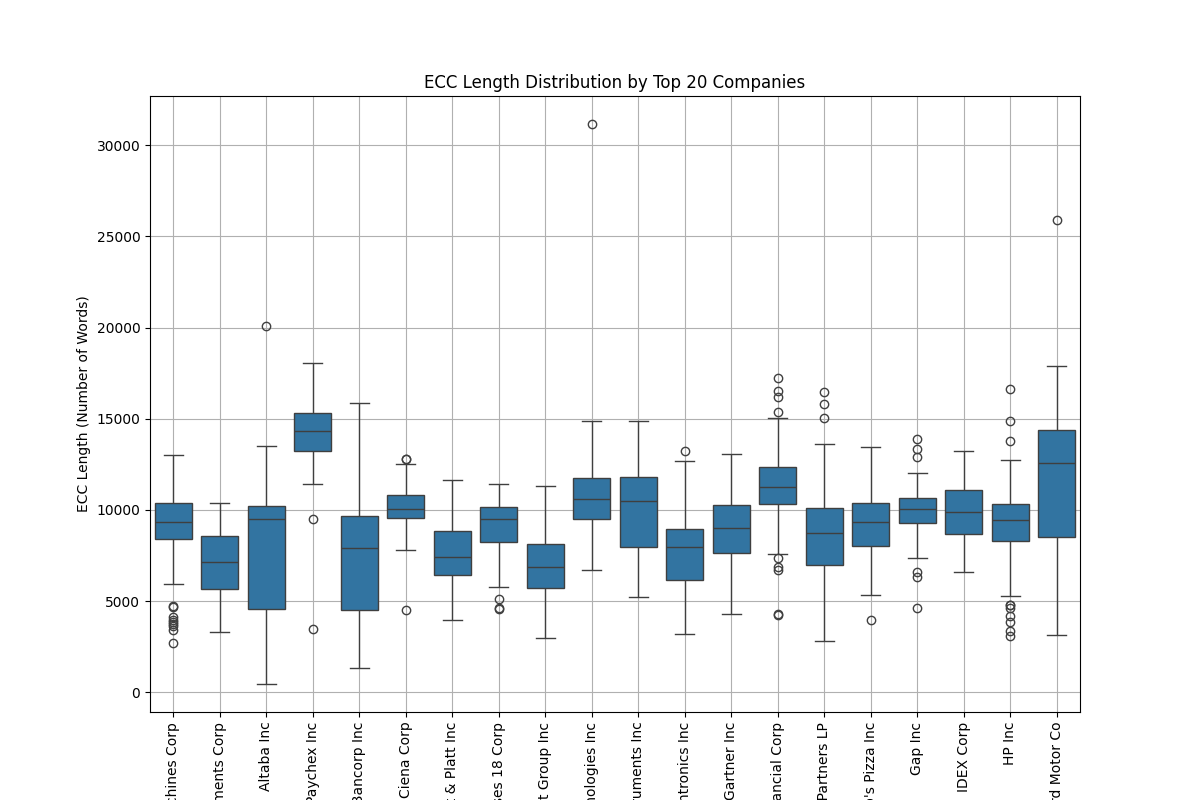 ECC Length Distribution by Top 20 Companies
ECC Length (Number of Words)
30000
25000
20000
15000
10000
5000
0
chines Corp
ments Corp
Altaba Inc
Paychex Inc
Bancorp Inc
Ciena Corp
& Platt Inc
es 18 Corp
t Group Inc
nologies Inc
ruments Inc
ntronics Inc
Gartner Inc
ancial Corp
Partners LP
's Pizza Inc
Gap Inc
IDEX Corp
HP Inc
rd Motor Co